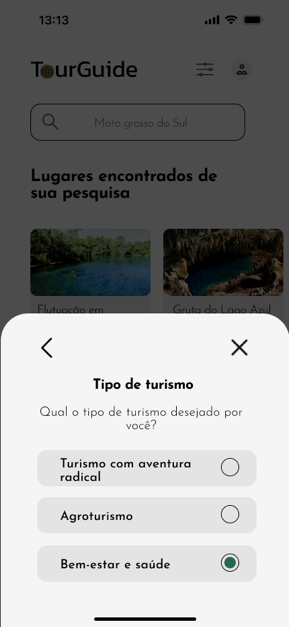 13:13
TourGuide
Mato grosso do Sul
Lugares encontrados de
sua pesquisa
Flutuação em
Gruta do Lago Azul
Tipo de turismo
Qual o tipo de turismo desejado por
você?
Turismo com aventura
radical
Agroturismo
Bem-estar e saúde